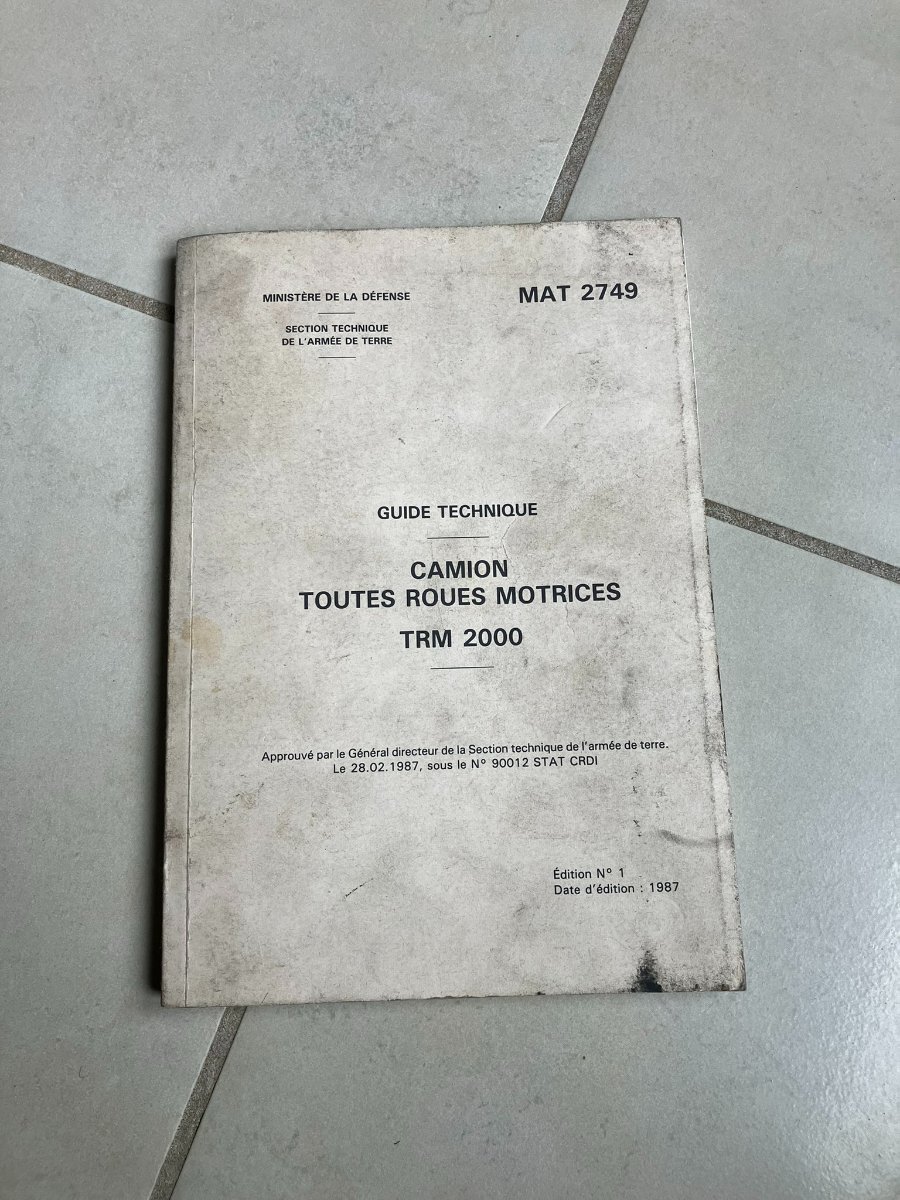 MINISTÈRE DE LA DÉFENSE
SECTION TECHNIQUE
DE L'ARMÉE DE TERRE
MAT 2749
GUIDE TECHNIQUE
CAMION
TOUTES ROUES MOTRICES
TRM 2000
Approuvé par le Général directeur de la Section technique de l'armée de terre.
Le 28.02.1987, sous le Nº 90012 STAT CRDI
Édition Nº 1
Date d'édition : 1987